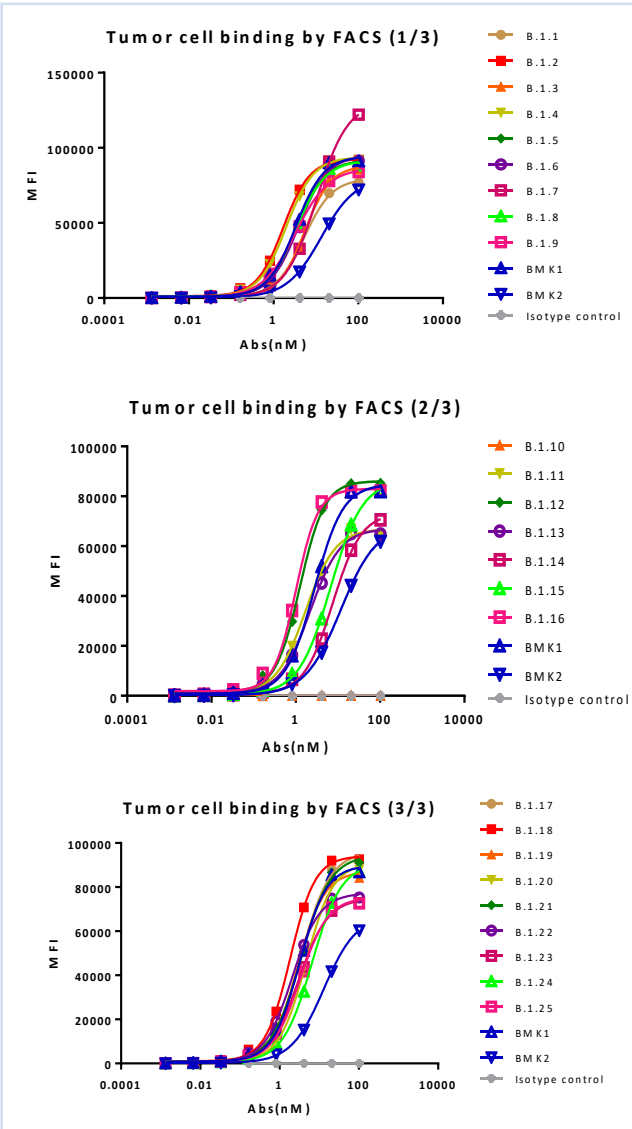 Tumor cell binding by FACS (1/3)
150000
100000
50000
0
MFI
0.0001
0.01
1
100
10000
Abs(nM)
B.1.1
B.1.2
B.1.3
B.1.4
B.1.5
B.1.6
B.1.7
B.1.8
B.1.9
BMK1
BMK2
Isotype control
Tumor cell binding by FACS (2/3)
100000
80000
60000
40000
20000
0
MFI
0.0001
0.01
1
100
10000
Abs(nM)
B.1.10
B.1.11
B.1.12
B.1.13
B.1.14
B.1.15
B.1.16
BMK1
BMK2
Isotype control
Tumor cell binding by FACS (3/3)
100000
80000
60000
40000
20000
0
MFI
0.0001
0.01
1
100
10000
Abs(nM)
B.1.17
B.1.18
B.1.19
B.1.20
B.1.21
B.1.22
B.1.23
B.1.24
B.1.25
BMK1
BMK2
Isotype control